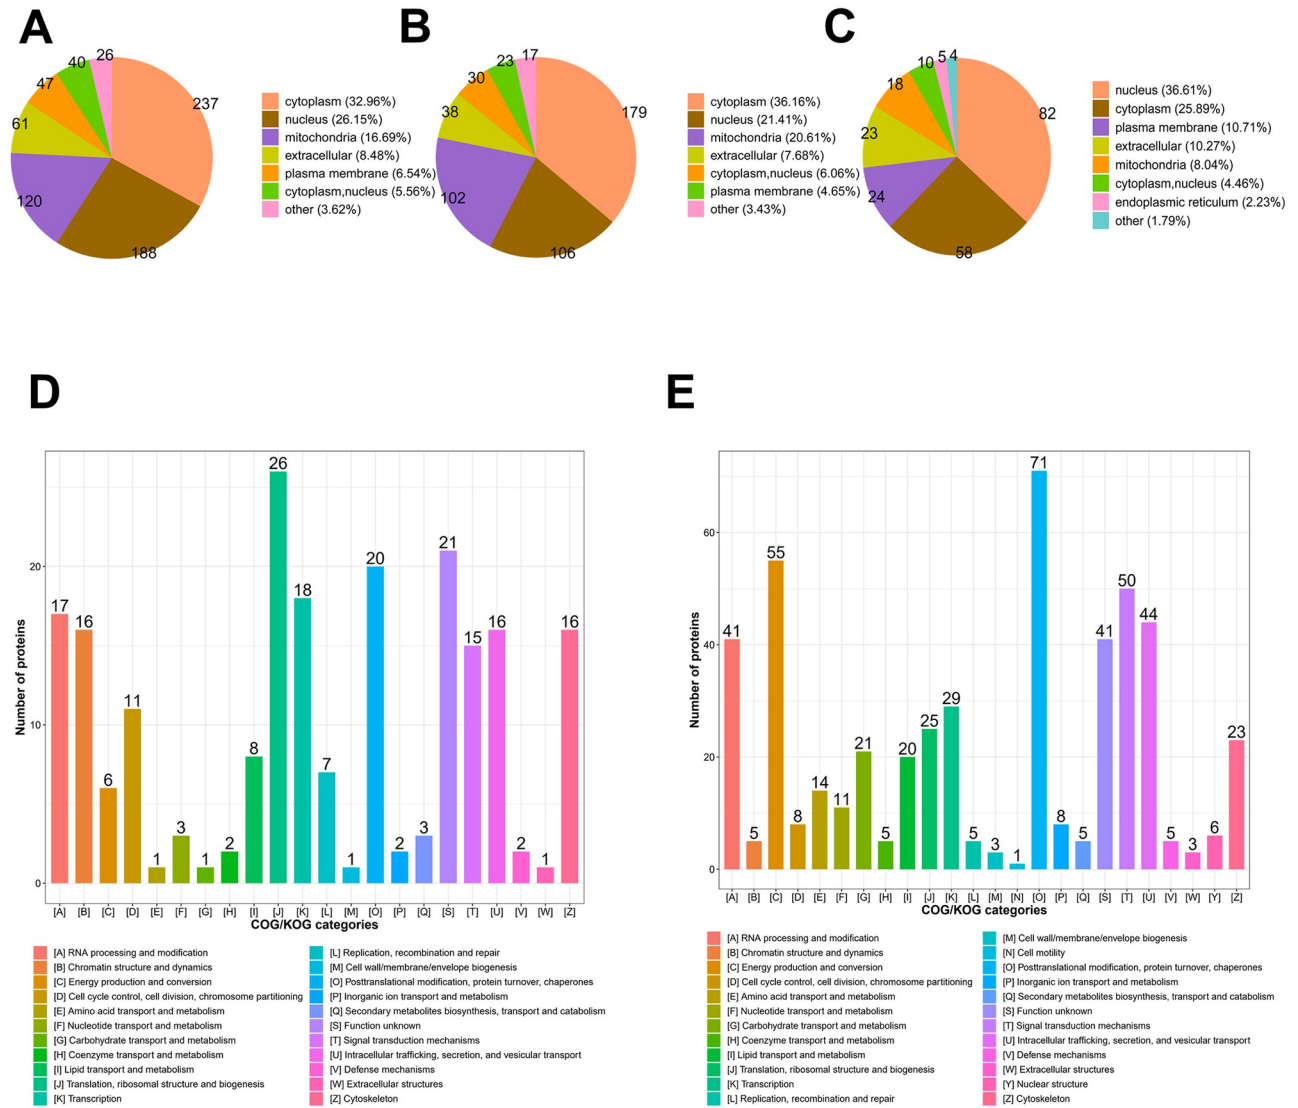 A
B
C
26
40
47
61
120
188
237
cytoplasm (32.96%)
nucleus (26.15%)
mitochondria (16.69%)
extracellular (8.48%)
plasma membrane (6.54%)
cytoplasm,nucleus (5.56%)
other (3.62%)
17
23
30
38
102
106
179
cytoplasm (36.16%)
nucleus (21.41%)
mitochondria (20.61%)
extracellular (7.68%)
cytoplasm,nucleus (6.06%)
plasma membrane (4.65%)
other (3.43%)
4
5
10
18
23
24
58
82
nucleus (36.61%)
cytoplasm (25.89%)
plasma membrane (10.71%)
extracellular (10.27%)
mitochondria (8.04%)
cytoplasm,nucleus (4.46%)
endoplasmic reticulum (2.23%)
other (1.79%)
D
Number of proteins
20
10
0
17 16 6 11 1 3 1 2 8 26 18 7 1 20 2 3 21 15 16 2 1 16
[A] [B] [C] [D] [E] [F] [G] [H] [I] [J] [K] [L] [M] [O] [P] [Q] [S] [T] [U] [V] [W] [Z]
COG/KOG categories
[A] RNA processing and modification
[B] Chromatin structure and dynamics
[C] Energy production and conversion
[D] Cell cycle control, cell division, chromosome partitioning
[E] Amino acid transport and metabolism
[F] Nucleotide transport and metabolism
[G] Carbohydrate transport and metabolism
[H] Coenzyme transport and metabolism
[I] Lipid transport and metabolism
[J] Translation, ribosomal structure and biogenesis
[K] Transcription
[L] Replication, recombination and repair
[M] Cell wall/membrane/envelope biogenesis
[O] Posttranslational modification, protein turnover, chaperones
[P] Inorganic ion transport and metabolism
[Q] Secondary metabolites biosynthesis, transport and catabolism
[S] Function unknown
[T] Signal transduction mechanisms
[U] Intracellular trafficking, secretion, and vesicular transport
[V] Defense mechanisms
[W] Extracellular structures
[Z] Cytoskeleton
E
Number of proteins
60
40
20
0
41 5 55 8 14 11 21 5 20 25 29 5 3 1 71 8 5 41 50 44 5 3 6 23
[A] [B] [C] [D] [E] [F] [G] [H] [I] [J] [K] [L] [M] [N] [O] [P] [Q] [S] [T] [U] [V] [W] [Y] [Z]
COG/KOG categories
[A] RNA processing and modification
[B] Chromatin structure and dynamics
[C] Energy production and conversion
[D] Cell cycle control, cell division, chromosome partitioning
[E] Amino acid transport and metabolism
[F] Nucleotide transport and metabolism
[G] Carbohydrate transport and metabolism
[H] Coenzyme transport and metabolism
[I] Lipid transport and metabolism
[J] Translation, ribosomal structure and biogenesis
[K] Transcription
[L] Replication, recombination and repair
[M] Cell wall/membrane/envelope biogenesis
[N] Cell motility
[O] Posttranslational modification, protein turnover, chaperones
[P] Inorganic ion transport and metabolism
[Q] Secondary metabolites biosynthesis, transport and catabolism
[S] Function unknown
[T] Signal transduction mechanisms
[U] Intracellular trafficking, secretion, and vesicular transport
[V] Defense mechanisms
[W] Extracellular structures
[Y] Nuclear structure
[Z] Cytoskeleton